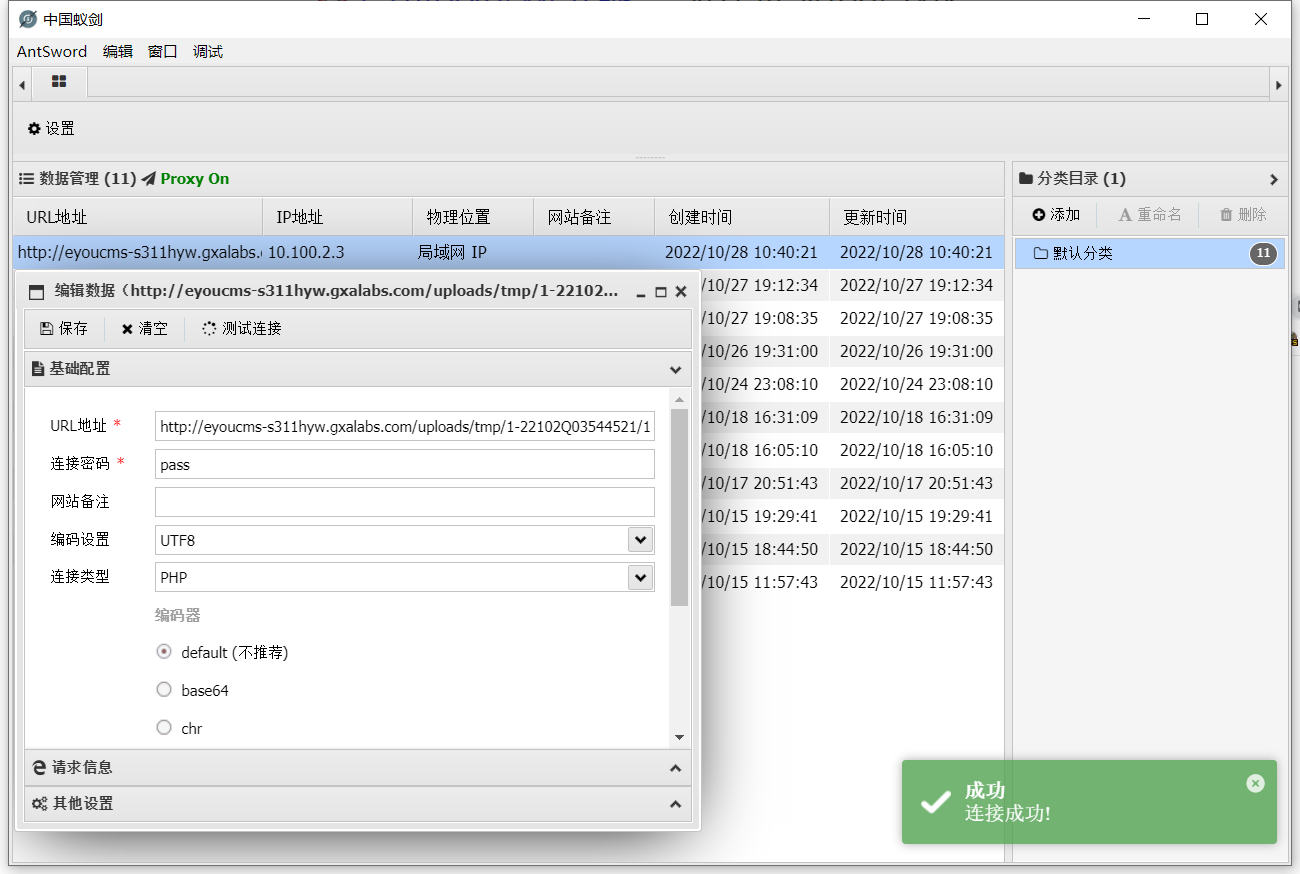 中国蚁剑
AntSword 编辑 窗口 调试
设置
数据管理 (11) Proxy On
分类目录 (1)
URL地址 IP地址 物理位置 网站备注 创建时间 更新时间
添加 重命名 删除
http://eyoucms-s311hyw.gxalabs. 10.100.2.3 局域网 IP 2022/10/28 10:40:21 2022/10/28 10:40:21
默认分类 11
编辑数据（http://eyoucms-s311hyw.gxalabs.com/uploads/tmp/1-22102...
/10/27 19:12:34 2022/10/27 19:12:34
/10/27 19:08:35 2022/10/27 19:08:35
/10/26 19:31:00 2022/10/26 19:31:00
/10/24 23:08:10 2022/10/24 23:08:10
/10/18 16:31:09 2022/10/18 16:31:09
/10/18 16:05:10 2022/10/18 16:05:10
/10/17 20:51:43 2022/10/17 20:51:43
/10/15 19:29:41 2022/10/15 19:29:41
/10/15 18:44:50 2022/10/15 18:44:50
/10/15 11:57:43 2022/10/15 11:57:43
保存 清空 测试连接
基础配置
URL地址 * http://eyoucms-s311hyw.gxalabs.com/uploads/tmp/1-22102Q03544521/1
连接密码 * pass
网站备注
编码设置 UTF8
连接类型 PHP
编码器
default (不推荐)
base64
chr
请求信息
其他设置
成功
连接成功!